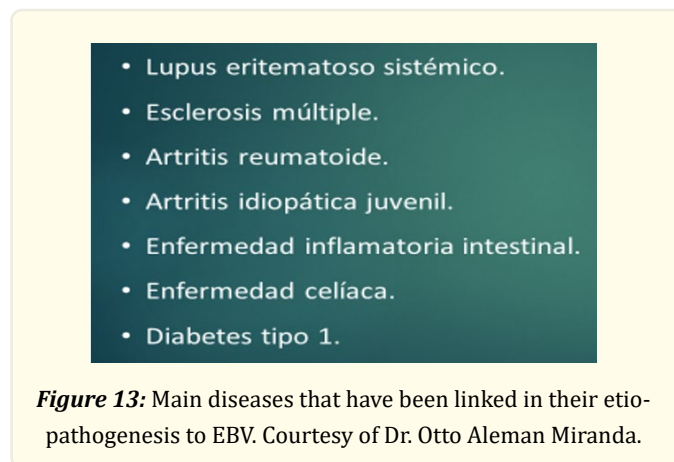 • Lupus eritematoso sistémico.
• Esclerosis múltiple.
• Artritis reumatoide.
• Artritis idiopática juvenil.
• Enfermedad inflamatoria intestinal.
• Enfermedad celíaca.
• Diabetes tipo 1.
Figure 13: Main diseases that have been linked in their etio-
pathogenesis to EBV. Courtesy of Dr. Otto Aleman Miranda.